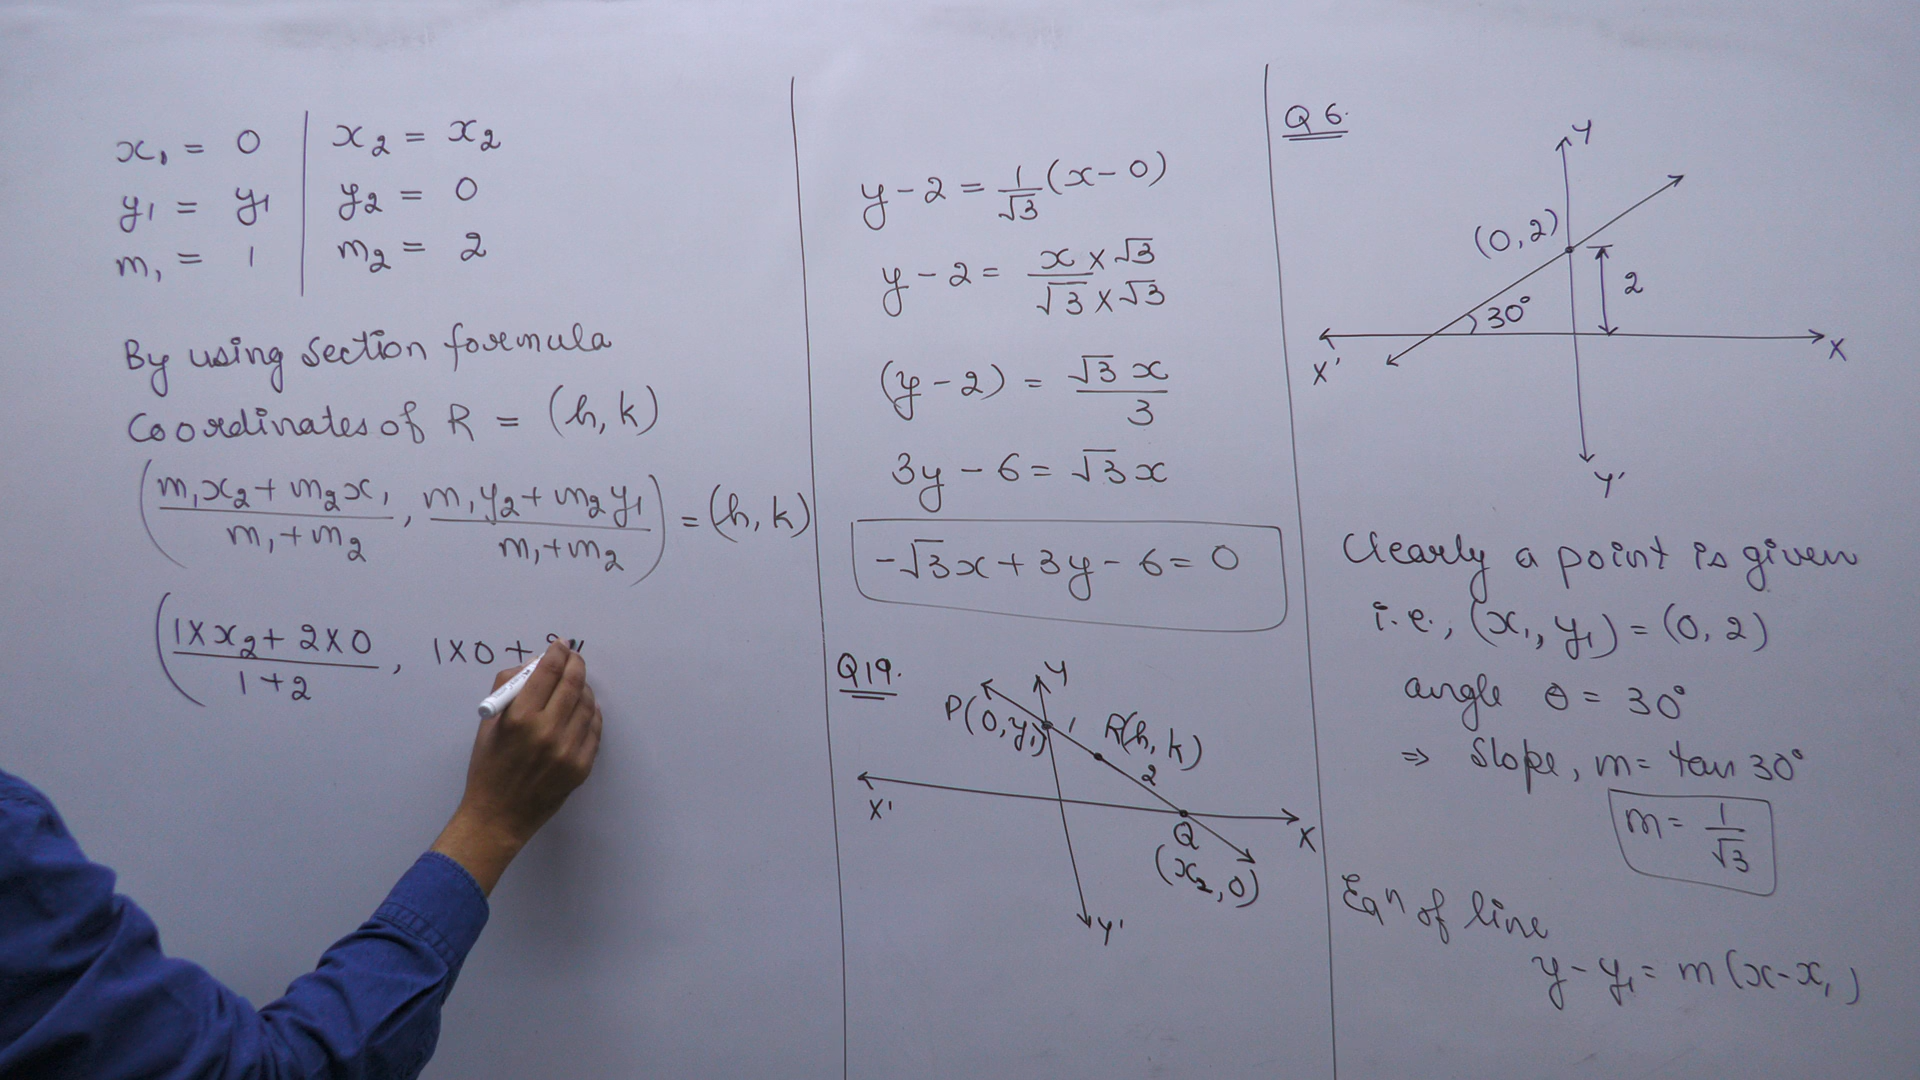 x₁ = 0 | x₂ = x₂
y₁ = y₁ | y₂ = 0
m₁ = 1 | m₂ = 2
By using Section formula
Coordinates of R = (h, k)
((m₁x₂ + m₂x₁)/(m₁ + m₂), (m₁y₂ + m₂y₁)/(m₁ + m₂)) = (h, k)
((1×x₂ + 2×0)/(1+2), 1×0 +
y - 2 = 1/√3 (x - 0)
y - 2 = (x × √3)/(√3 × √3)
(y - 2) = √3 x/3
3y - 6 = √3 x
-√3x + 3y - 6 = 0
Q 19.
Y
P(0, y₁)
1
R(h, k)
2
X'
X
Q
(x₂, 0)
Y'
Q 6.
Y
(0, 2)
2
30°
X'
X
Y'
Clearly a point is given
i.e., (x₁, y₁) = (0, 2)
angle θ = 30°
⇒ Slope, m = tan 30°
m = 1/√3
Eqⁿ of line
y - y₁ = m (x - x₁)